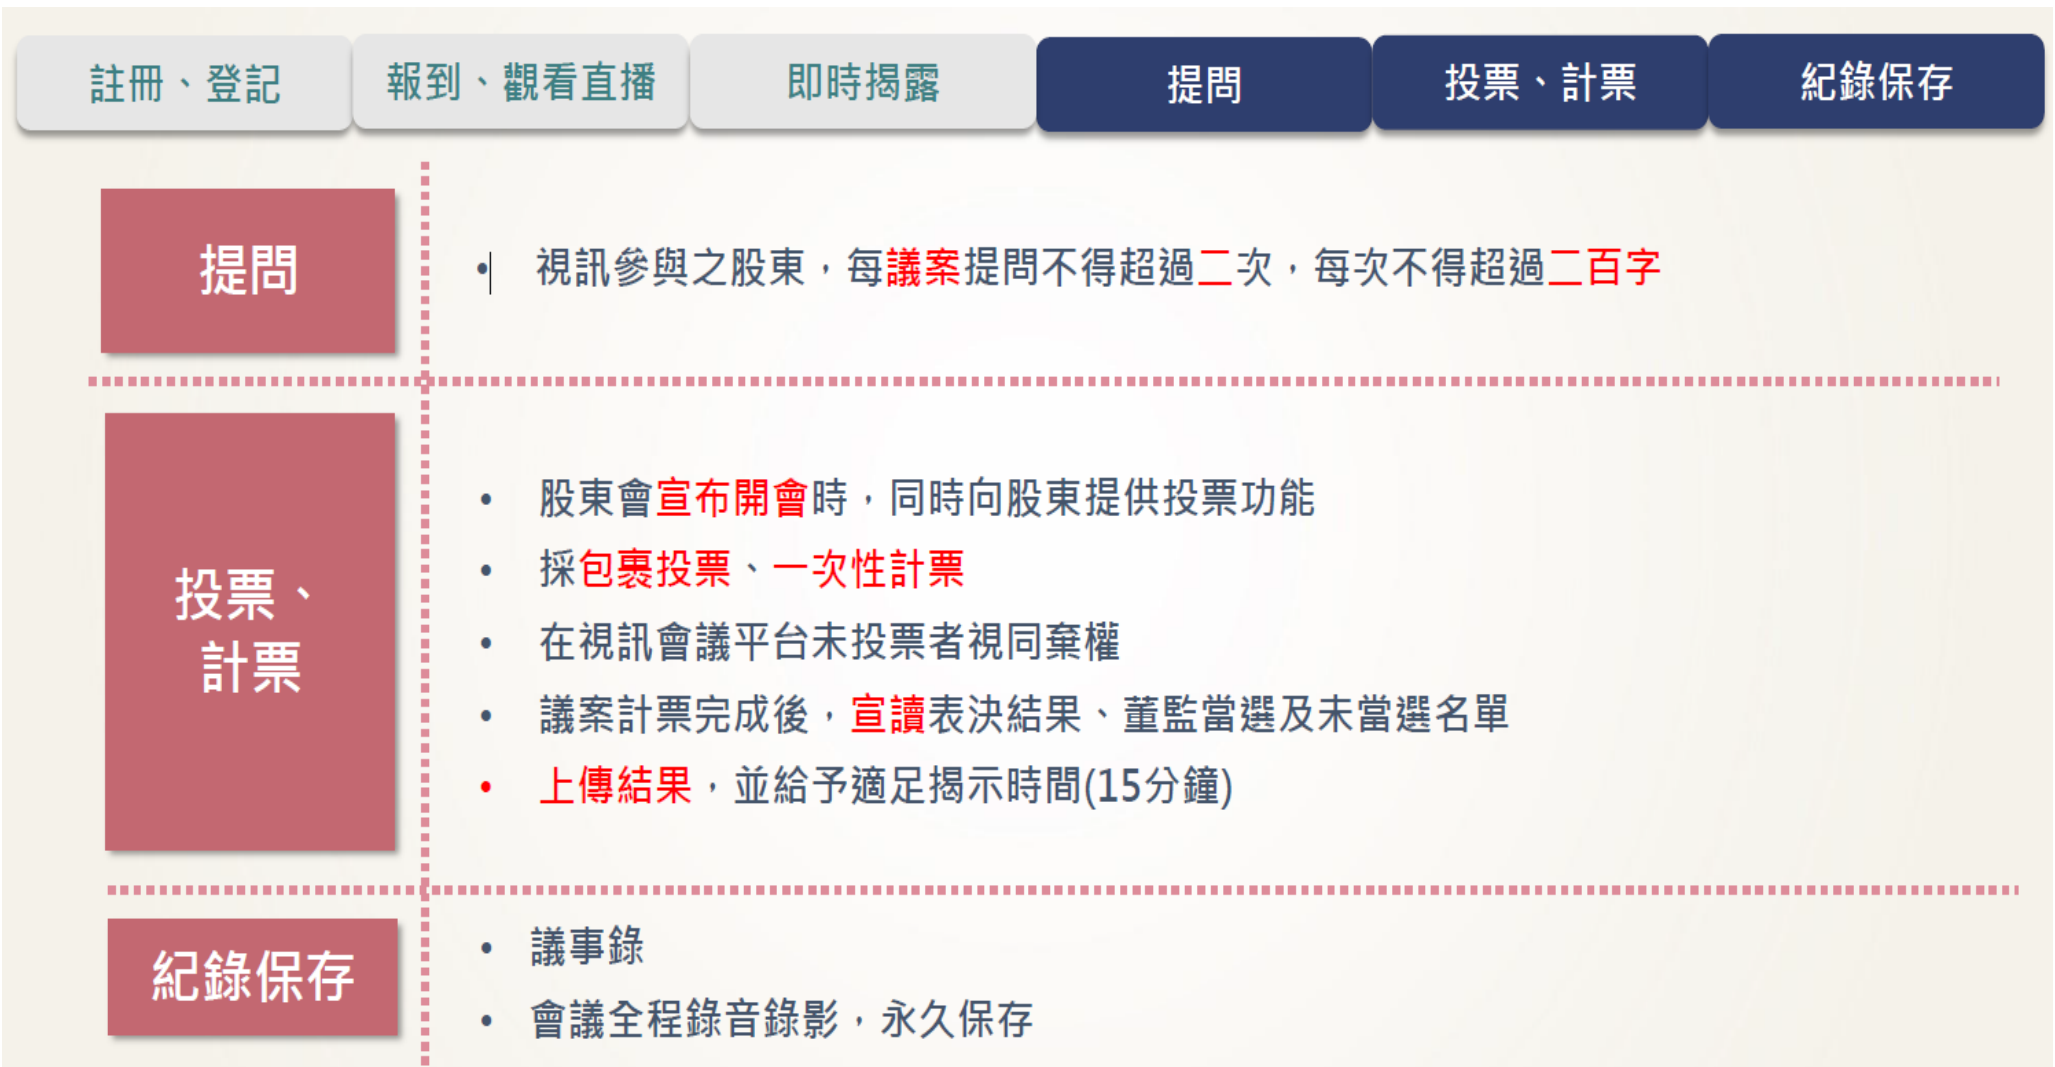 註冊、登記
報到、觀看直播
即時揭露
提問
投票、計票
紀錄保存
提問
• 視訊參與之股東，每議案提問不得超過二次，每次不得超過二百字
投票、
計票
• 股東會宣布開會時，同時向股東提供投票功能
• 採包裹投票、一次性計票
• 在視訊會議平台未投票者視同棄權
• 議案計票完成後，宣讀表決結果、董監當選及未當選名單
• 上傳結果，並給予適足揭示時間(15分鐘)
紀錄保存
• 議事錄
• 會議全程錄音錄影，永久保存